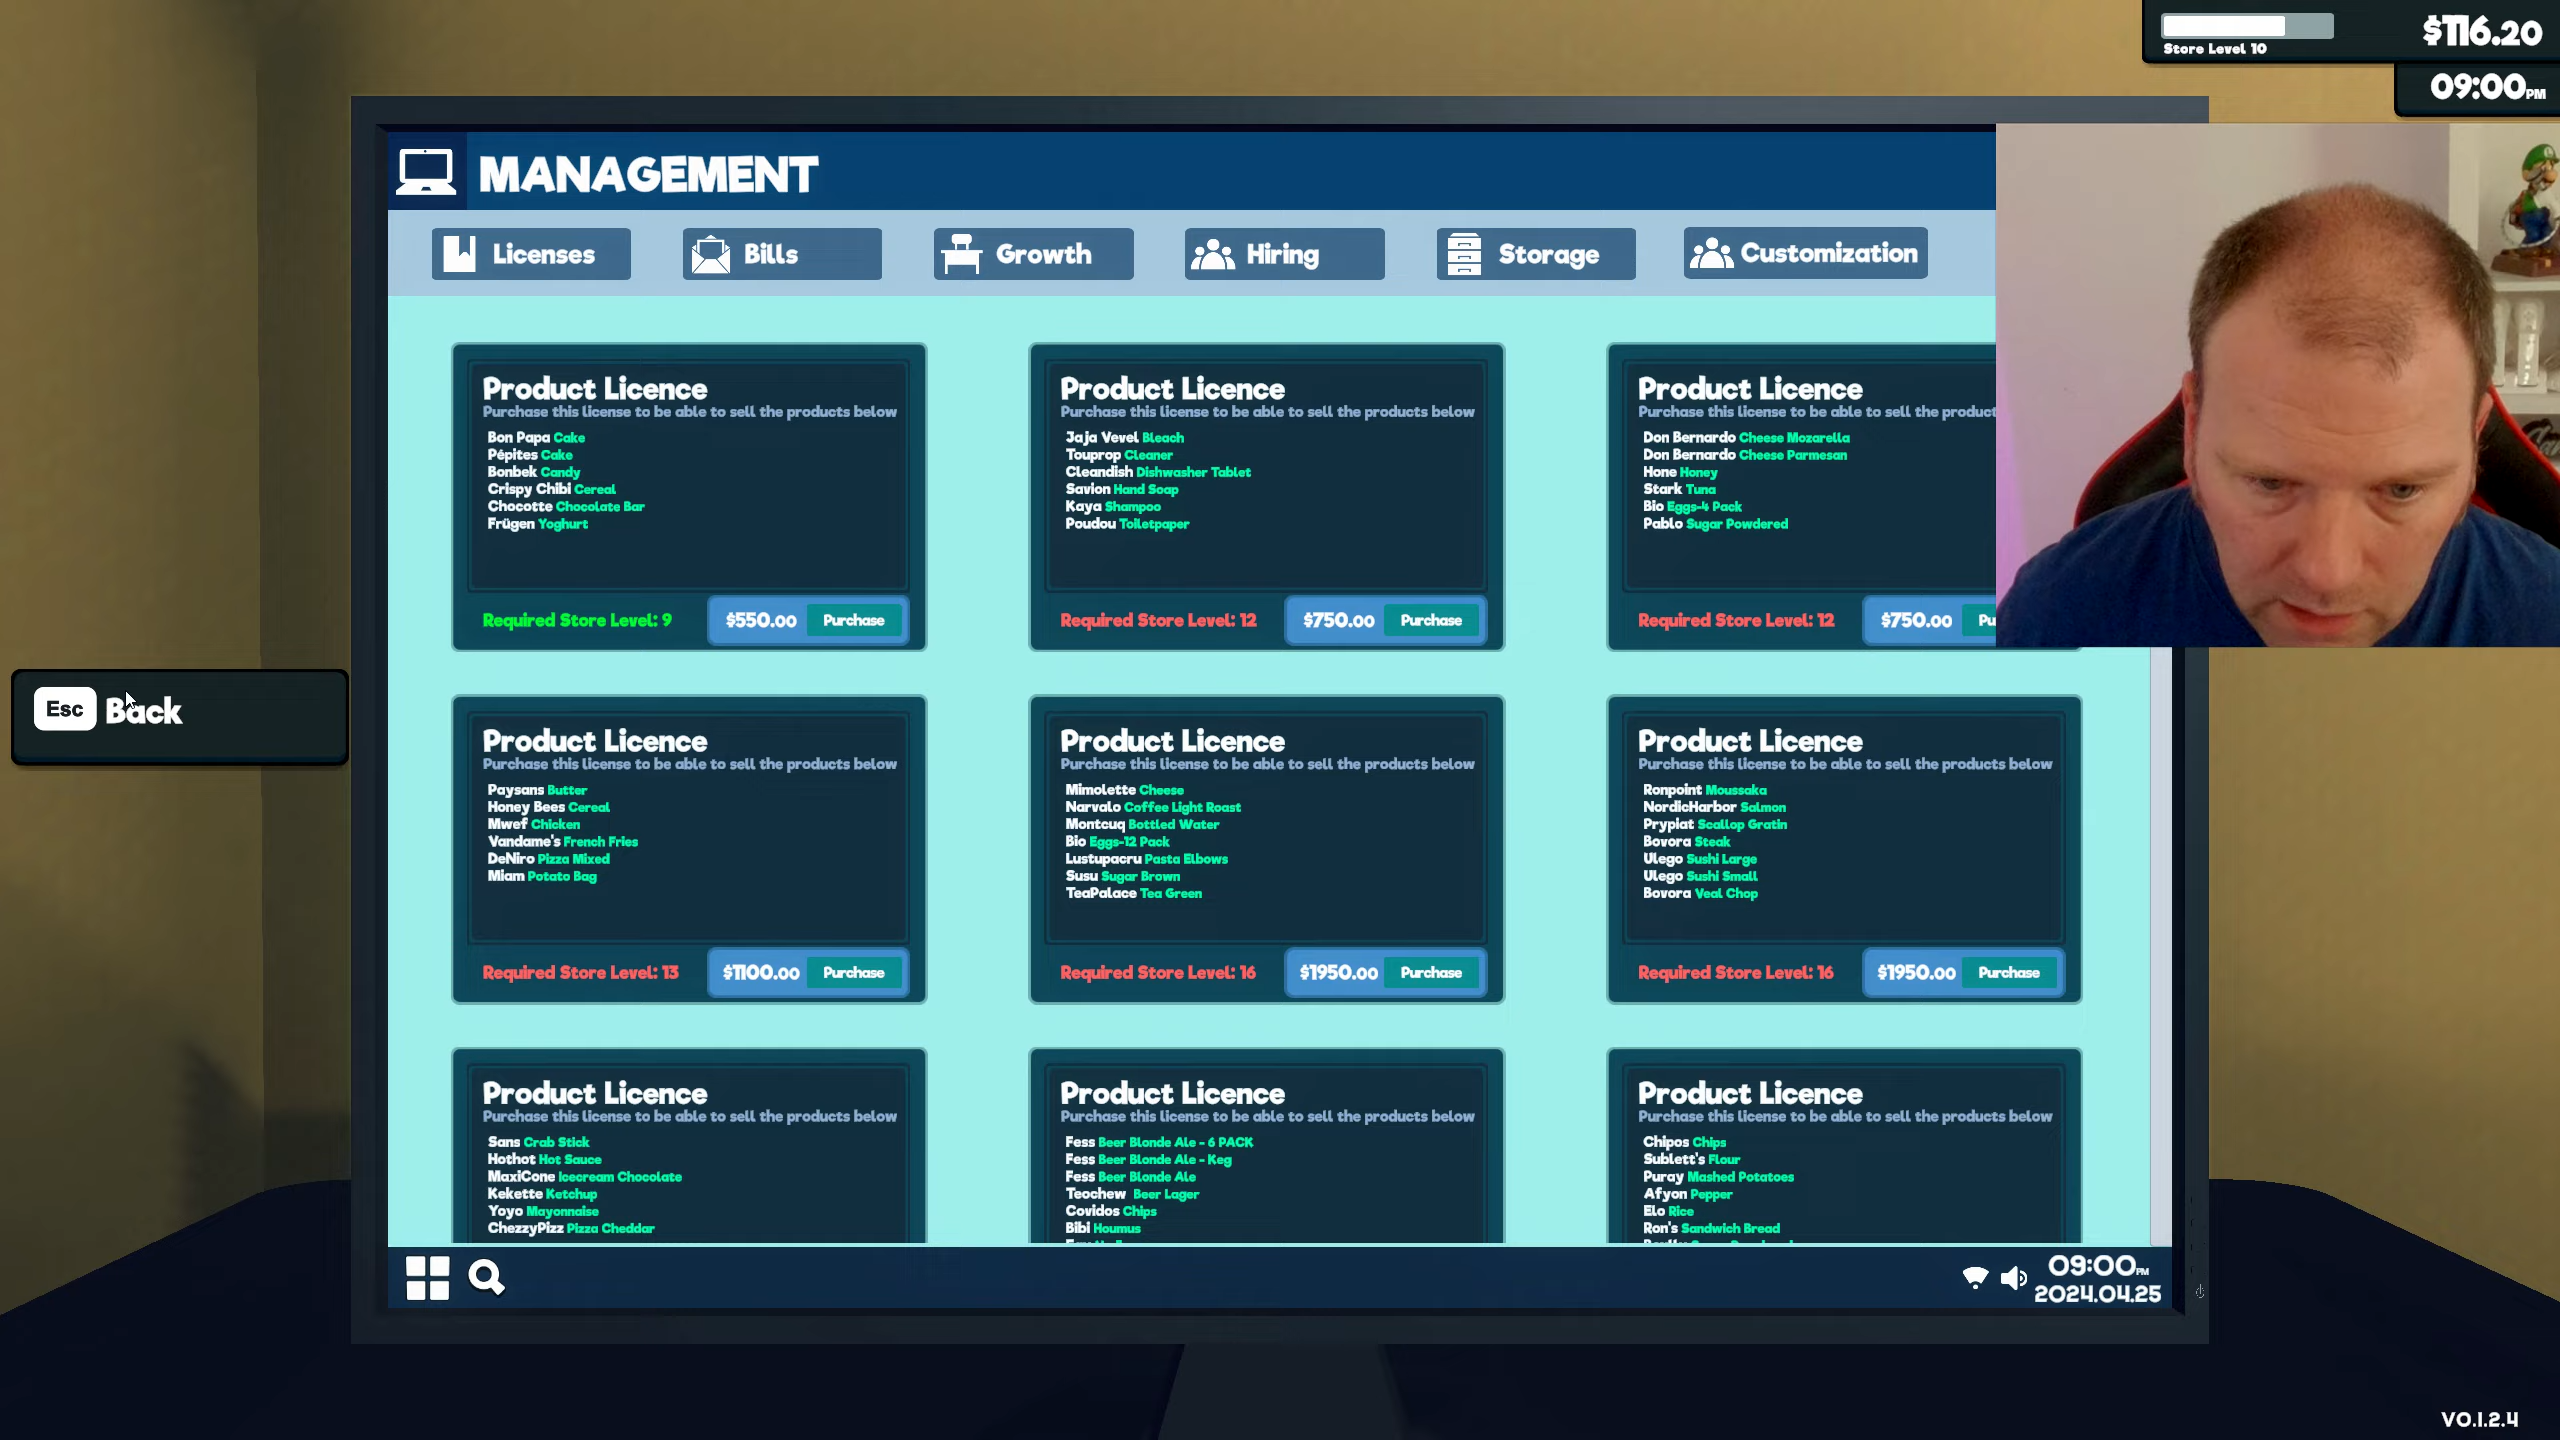 $1116.20
Store Level 10
09:00PM
MANAGEMENT
Licenses
Bills
Growth
Hiring
Storage
Customization
Product Licence
Purchase this license to be able to sell the products below
Bon Papa Cake
Pépites Cake
Bonbek Candy
Crispy Chibi Cereal
Chocotte Chocolate Bar
Frügen Yoghurt
Required Store Level: 9
$550.00
Purchase
Product Licence
Purchase this license to be able to sell the products below
Jaja Vevel Bleach
Touprop Cleaner
Cleandish Dishwasher Tablet
Savion Hand Soap
Kaya Shampoo
Poudou Toiletpaper
Required Store Level: 12
$750.00
Purchase
Product Licence
Purchase this license to be able to sell the product
Don Bernardo Cheese Mozarella
Don Bernardo Cheese Parmesan
Hone Honey
Stark Tuna
Bio Eggs-4 Pack
Pablo Sugar Powdered
Required Store Level: 12
$750.00
Pu
Esc Back
Product Licence
Purchase this license to be able to sell the products below
Paysans Butter
Honey Bees Cereal
Mwef Chicken
Vandame's French Fries
DeNiro Pizza Mixed
Miam Potato Bag
Required Store Level: 13
$1100.00
Purchase
Product Licence
Purchase this license to be able to sell the products below
Mimolette Cheese
Narvalo Coffee Light Roast
Montcuq Bottled Water
Bio Eggs-12 Pack
Lustupacru Pasta Elbows
Susu Sugar Brown
TeaPalace Tea Green
Required Store Level: 16
$1950.00
Purchase
Product Licence
Purchase this license to be able to sell the products below
Ronpoint Moussaka
NordicHarbor Salmon
Prypiat Scallop Gratin
Bovora Steak
Ulego Sushi Large
Ulego Sushi Small
Bovora Veal Chop
Required Store Level: 16
$1950.00
Purchase
Product Licence
Purchase this license to be able to sell the products below
Sans Crab Stick
Hothot Hot Sauce
MaxiCone Icecream Chocolate
Kekette Ketchup
Yoyo Mayonnaise
ChezzyPizz Pizza Cheddar
Product Licence
Purchase this license to be able to sell the products below
Fess Beer Blonde Ale - 6 PACK
Fess Beer Blonde Ale - Keg
Fess Beer Blonde Ale
Teochew Beer Lager
Covidos Chips
Bibi Houmus
Product Licence
Purchase this license to be able to sell the products below
Chipos Chips
Sublett's Flour
Puray Mashed Potatoes
Afyon Pepper
Elo Rice
Ron's Sandwich Bread
09:00PM
2024.04.25
V0.1.2.4